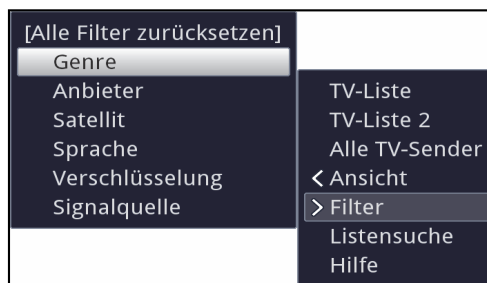 [Alle Filter zurücksetzen]
Genre
Anbieter
Satellit
Sprache
Verschlüsselung
Signalquelle
TV-Liste
TV-Liste 2
Alle TV-Sender
< Ansicht
> Filter
Listensuche
Hilfe